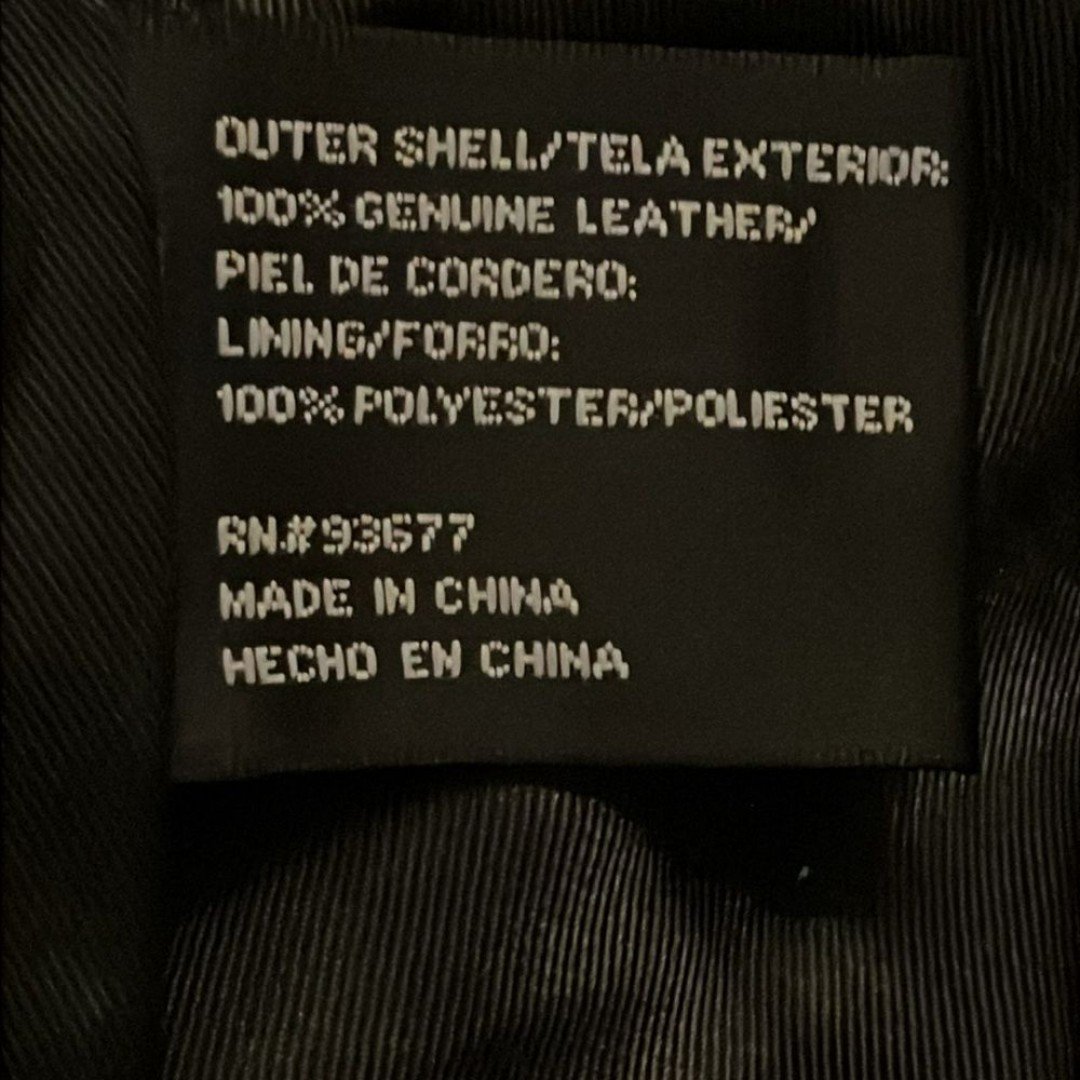 OUTER SHELL/TELA EXTERIOR:
100% GENUINE LEATHER/
PIEL DE CORDERO:
LINING/FORRO:
100% POLYESTER/POLIESTER
RN#93677
MADE IN CHINA
HECHO EN CHINA